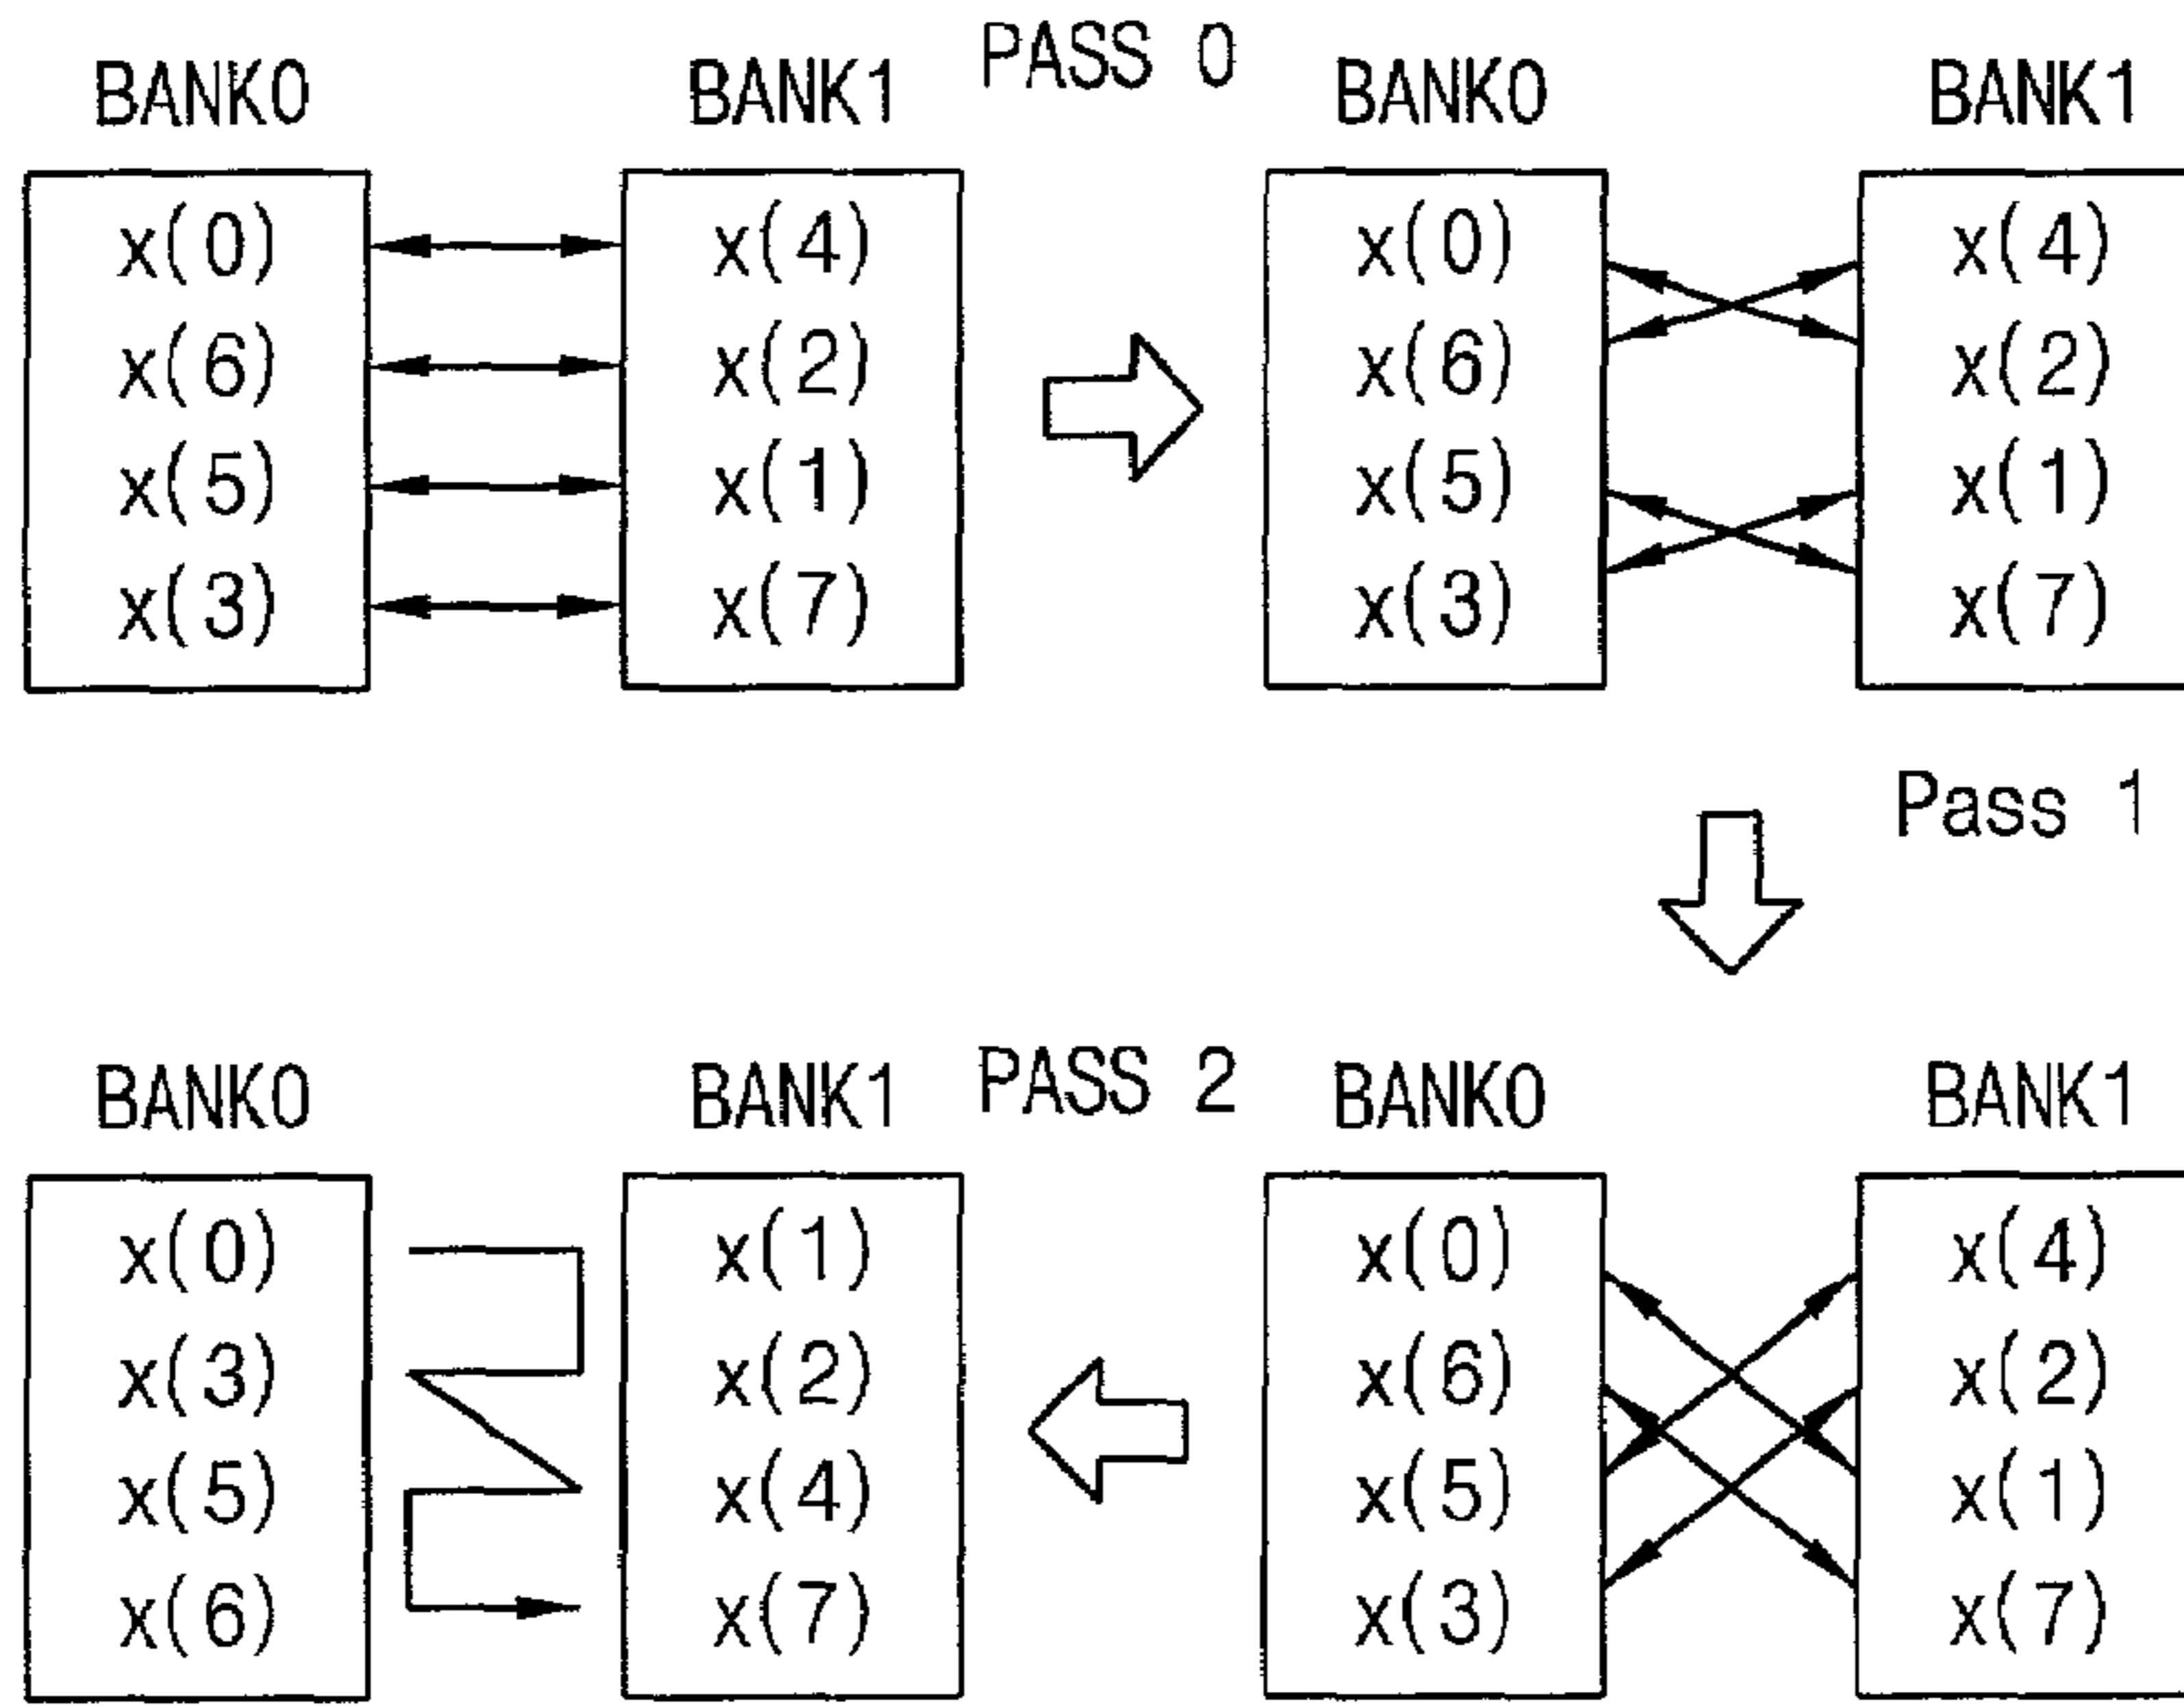 PASS 0
BANK0 BANK1 BANK0 BANK1
x(0) x(4) x(0) x(4)
x(6) x(2) x(6) x(2)
x(5) x(1) x(5) x(1)
x(3) x(7) x(3) x(7)
Pass 1
PASS 2
BANK0 BANK1 BANK0 BANK1
x(0) x(1) x(0) x(4)
x(3) x(2) x(6) x(2)
x(5) x(4) x(5) x(1)
x(6) x(7) x(3) x(7)